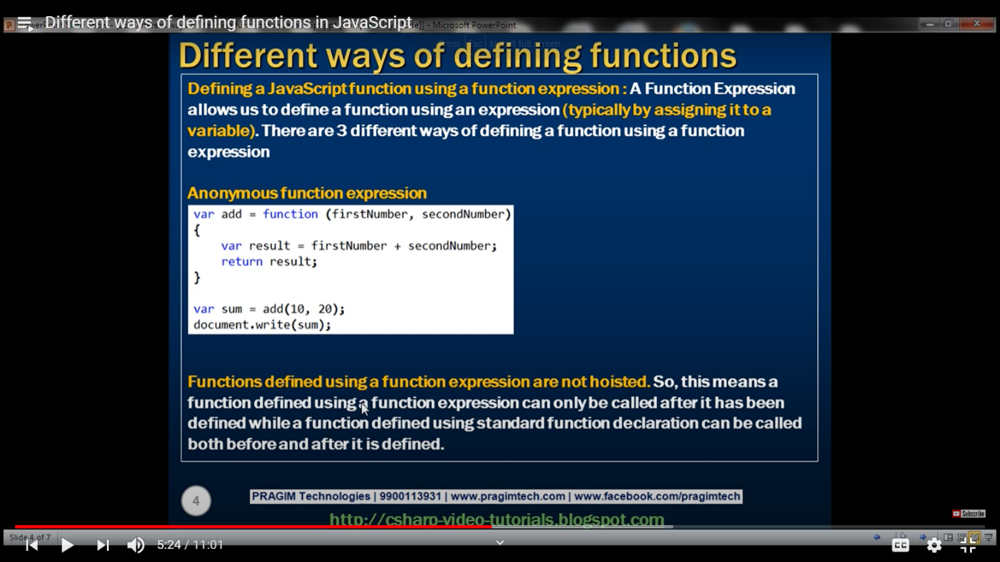 Different ways of defining functions in JavaScript
Microsoft PowerPoint
Press Esc to exit full screen
Different ways of defining functions
Defining a JavaScript function using a function expression : A Function Expression
allows us to define a function using an expression (typically by assigning it to a
variable). There are 3 different ways of defining a function using a function
expression
Anonymous function expression
var add = function (firstNumber, secondNumber)
{
var result = firstNumber + secondNumber;
return result;
}
var sum = add(10, 20);
document.write(sum);
Functions defined using a function expression are not hoisted. So, this means a
function defined using a function expression can only be called after it has been
defined while a function defined using standard function declaration can be called
both before and after it is defined.
4
PRAGIM Technologies | 9900113931 | www.pragimtech.com | www.facebook.com/pragimtech
http://csharp-video-tutorials.blogspot.com
Subscribe
Slide 4 of 7
5:24 / 11:01
CC